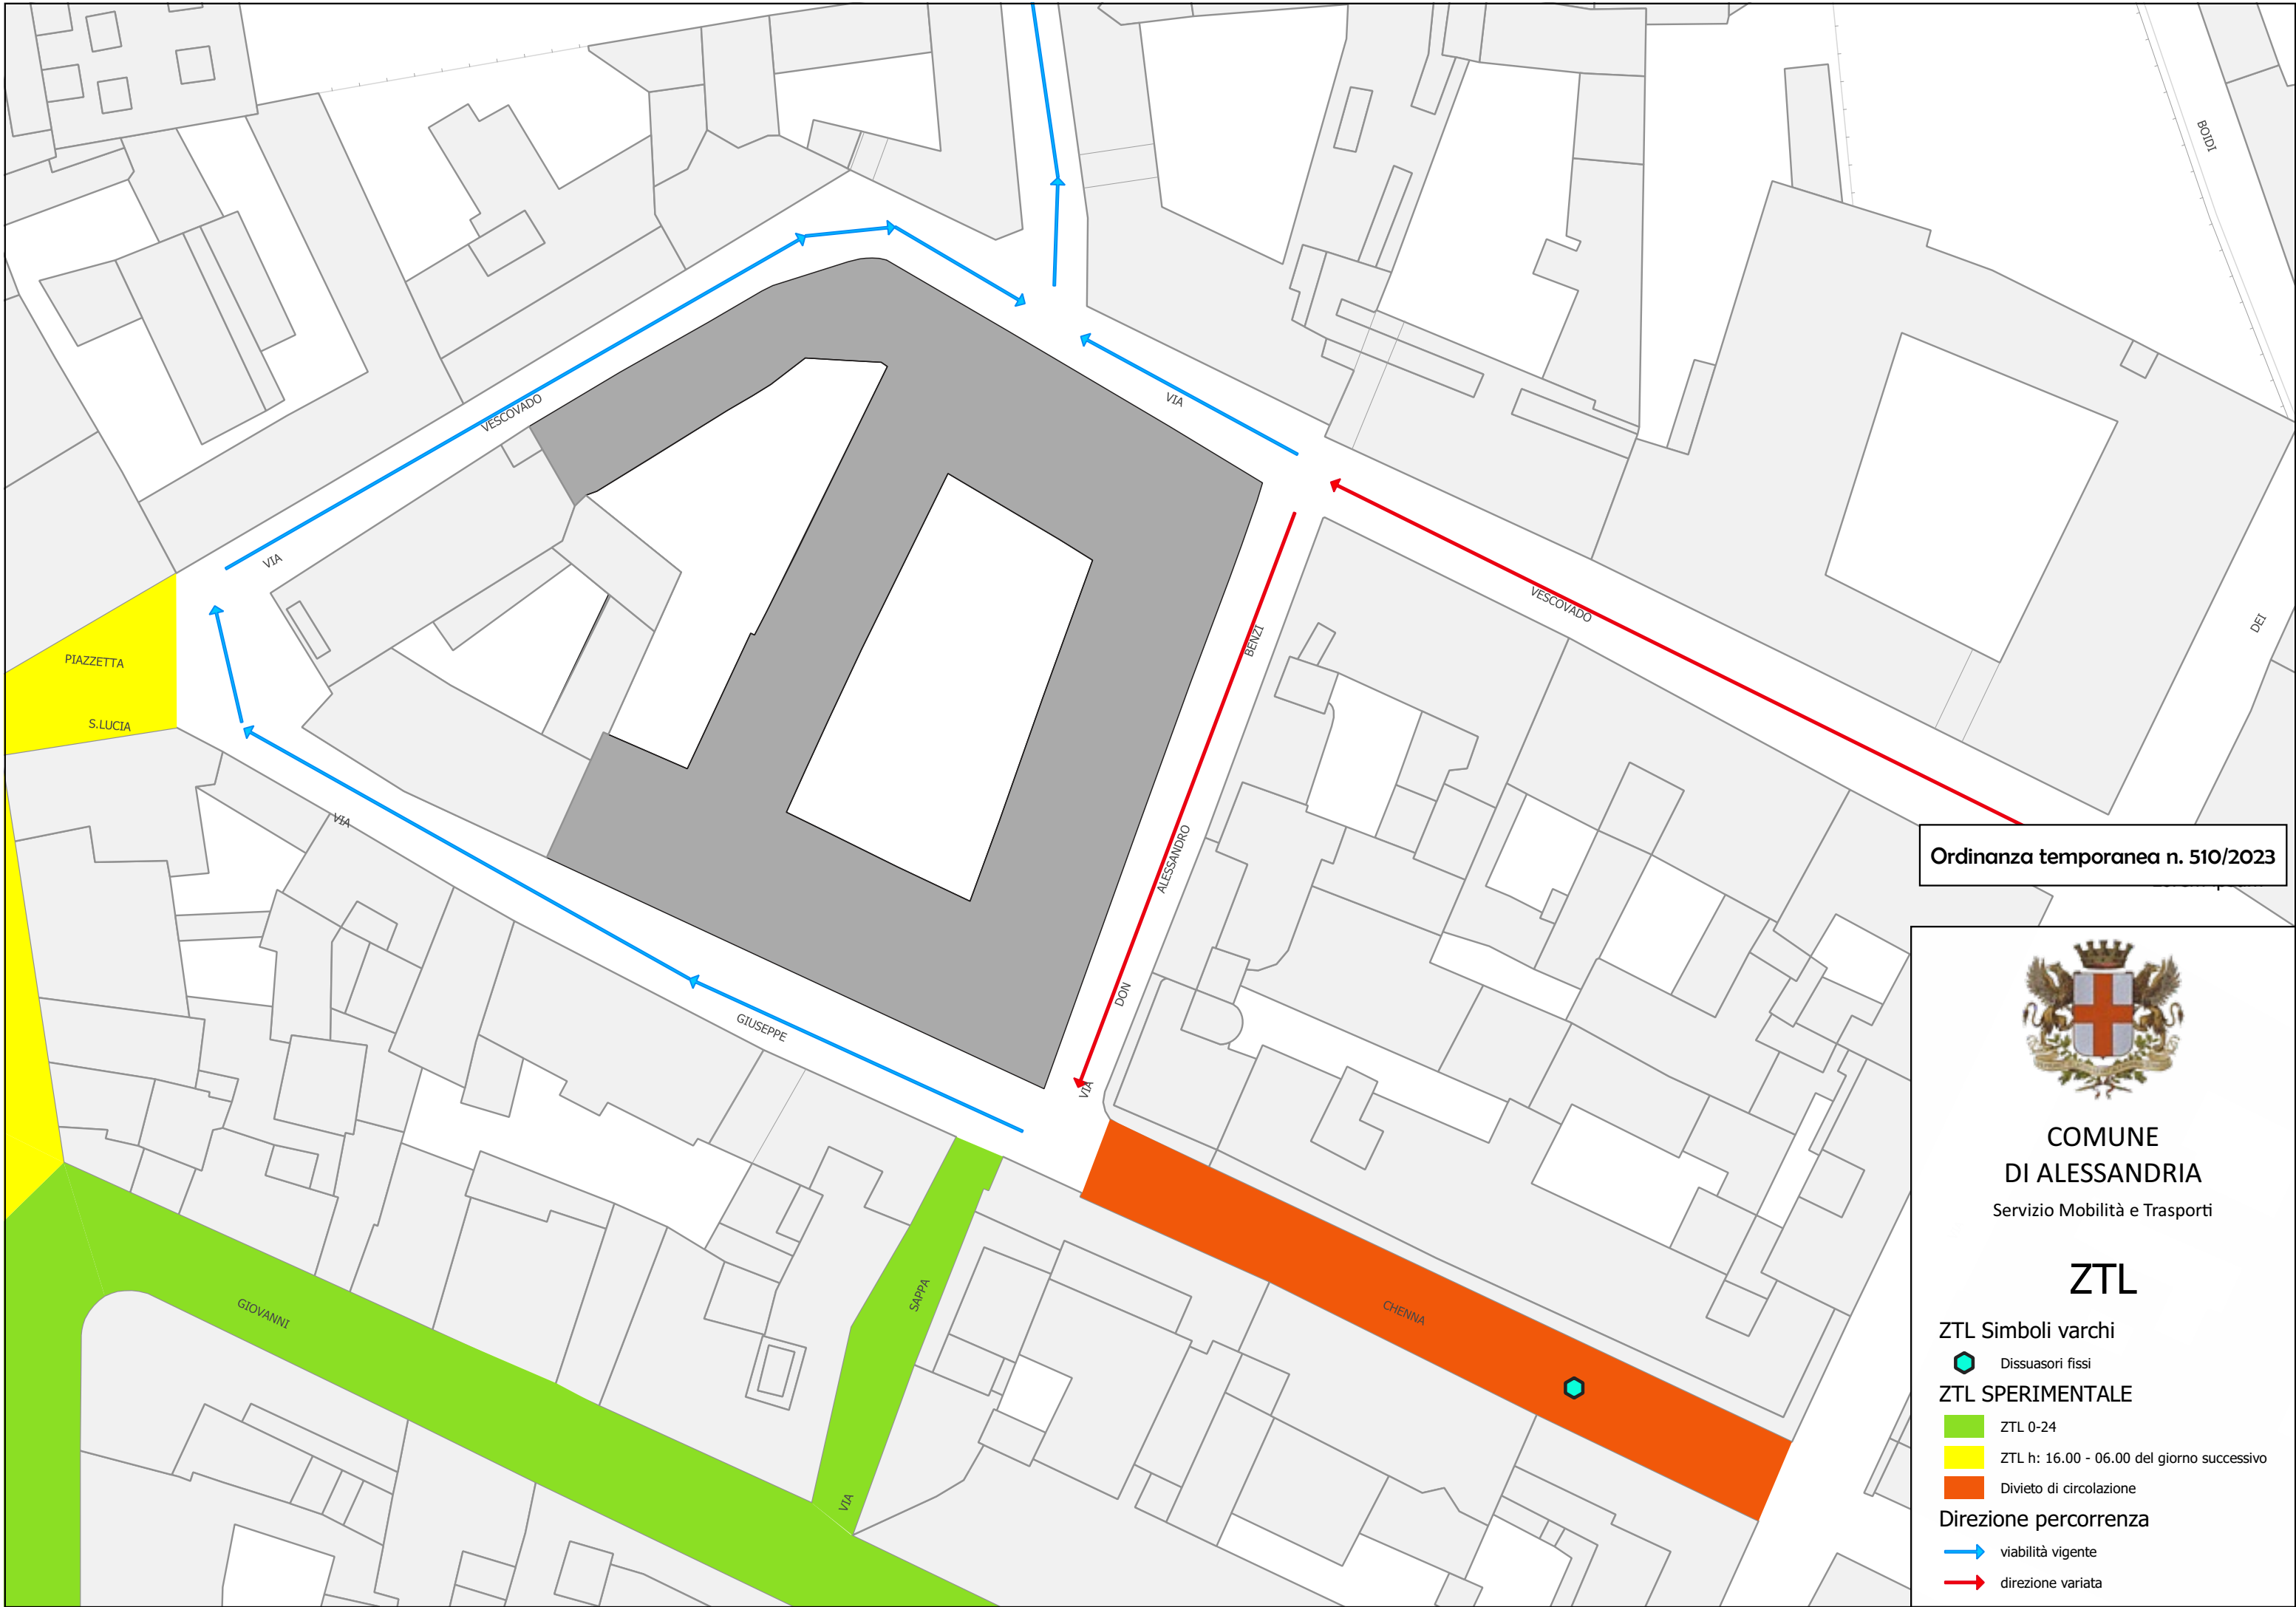 BOIDI
VESCOVADO
VIA
VIA
VESCOVADO
DEI
BENZI
PIAZZETTA
S.LUCIA
VIA
ALESSANDRO
DON
GIUSEPPE
VIA
SAPPA
GIOVANNI
CHENNA
VIA
Ordinanza temporanea n. 510/2023
COMUNE
DI ALESSANDRIA
Servizio Mobilità e Trasporti
ZTL
ZTL Simboli varchi
Dissuasori fissi
ZTL SPERIMENTALE
ZTL 0-24
ZTL h: 16.00 - 06.00 del giorno successivo
Divieto di circolazione
Direzione percorrenza
viabilità vigente
direzione variata